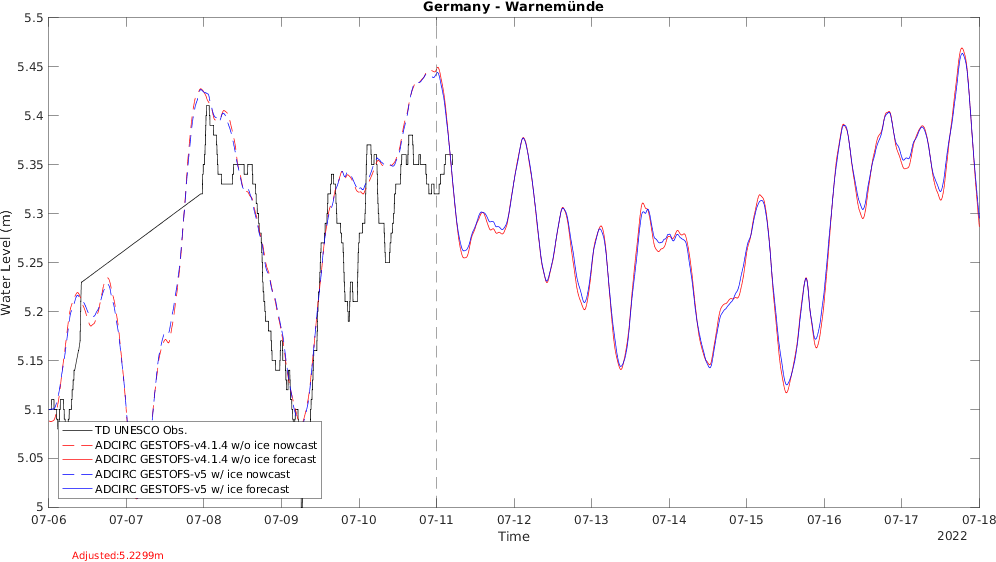 Germany - Warnemünde
5.5
5.45
5.4
5.35
5.3
5.25
5.2
5.15
5.1
5.05
5
Water Level (m)
TD UNESCO Obs.
ADCIRC GESTOFS-v4.1.4 w/o ice nowcast
ADCIRC GESTOFS-v4.1.4 w/o ice forecast
ADCIRC GESTOFS-v5 w/ ice nowcast
ADCIRC GESTOFS-v5 w/ ice forecast
07-06 07-07 07-08 07-09 07-10 07-11 07-12 07-13 07-14 07-15 07-16 07-17 07-18
Time
2022
Adjusted:5.2299m